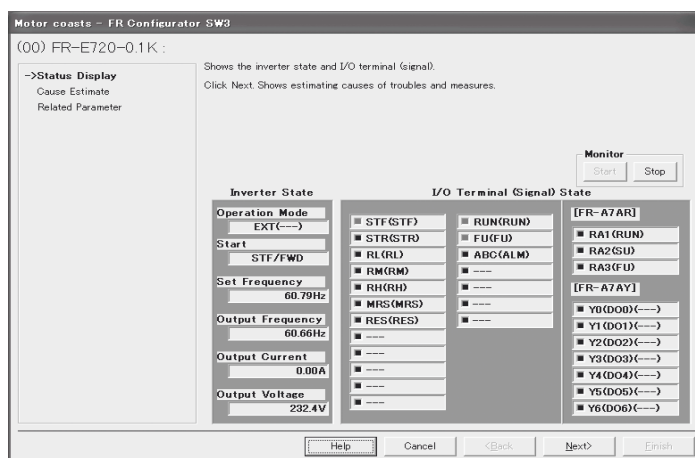 Motor coasts - FR Configurator SW3
(00) FR-E720-0.1K :
->Status Display
Cause Estimate
Related Parameter
Shows the inverter state and I/O terminal (signal).
Click Next. Shows estimating causes of troubles and measures.
Monitor
Start
Stop
Inverter State
Operation Mode
EXT(---)
Start
STF/FWD
Set Frequency
60.79Hz
Output Frequency
60.66Hz
Output Current
0.00A
Output Voltage
232.4V
I/O Terminal (Signal) State
STF(STF)
STR(STR)
RL(RL)
RM(RM)
RH(RH)
MRS(MRS)
RES(RES)
---
---
---
---
---
RUN(RUN)
FU(FU)
ABC(ALM)
---
---
---
---
[FR-A7AR]
RA1(RUN)
RA2(SU)
RA3(FU)
[FR-A7AY]
Y0(DO0)(---)
Y1(DO1)(---)
Y2(DO2)(---)
Y3(DO3)(---)
Y4(DO4)(---)
Y5(DO5)(---)
Y6(DO6)(---)
Help
Cancel
<Back
Next>
Finish